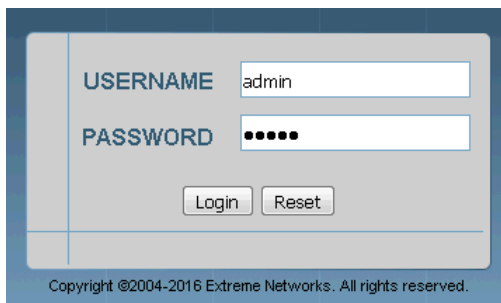 USERNAME admin
PASSWORD •••••
Login Reset
Copyright ©2004-2016 Extreme Networks. All rights reserved.